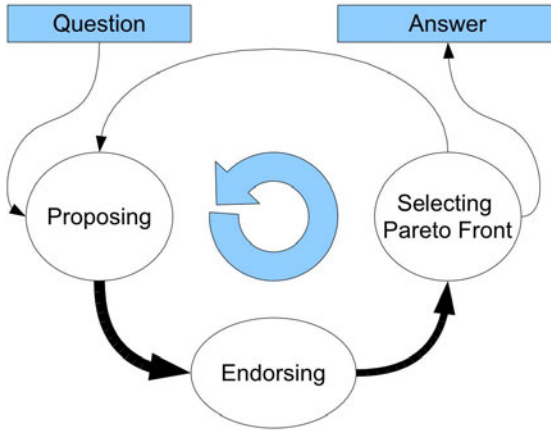 Question
Answer
Proposing
Selecting
Pareto Front
Endorsing